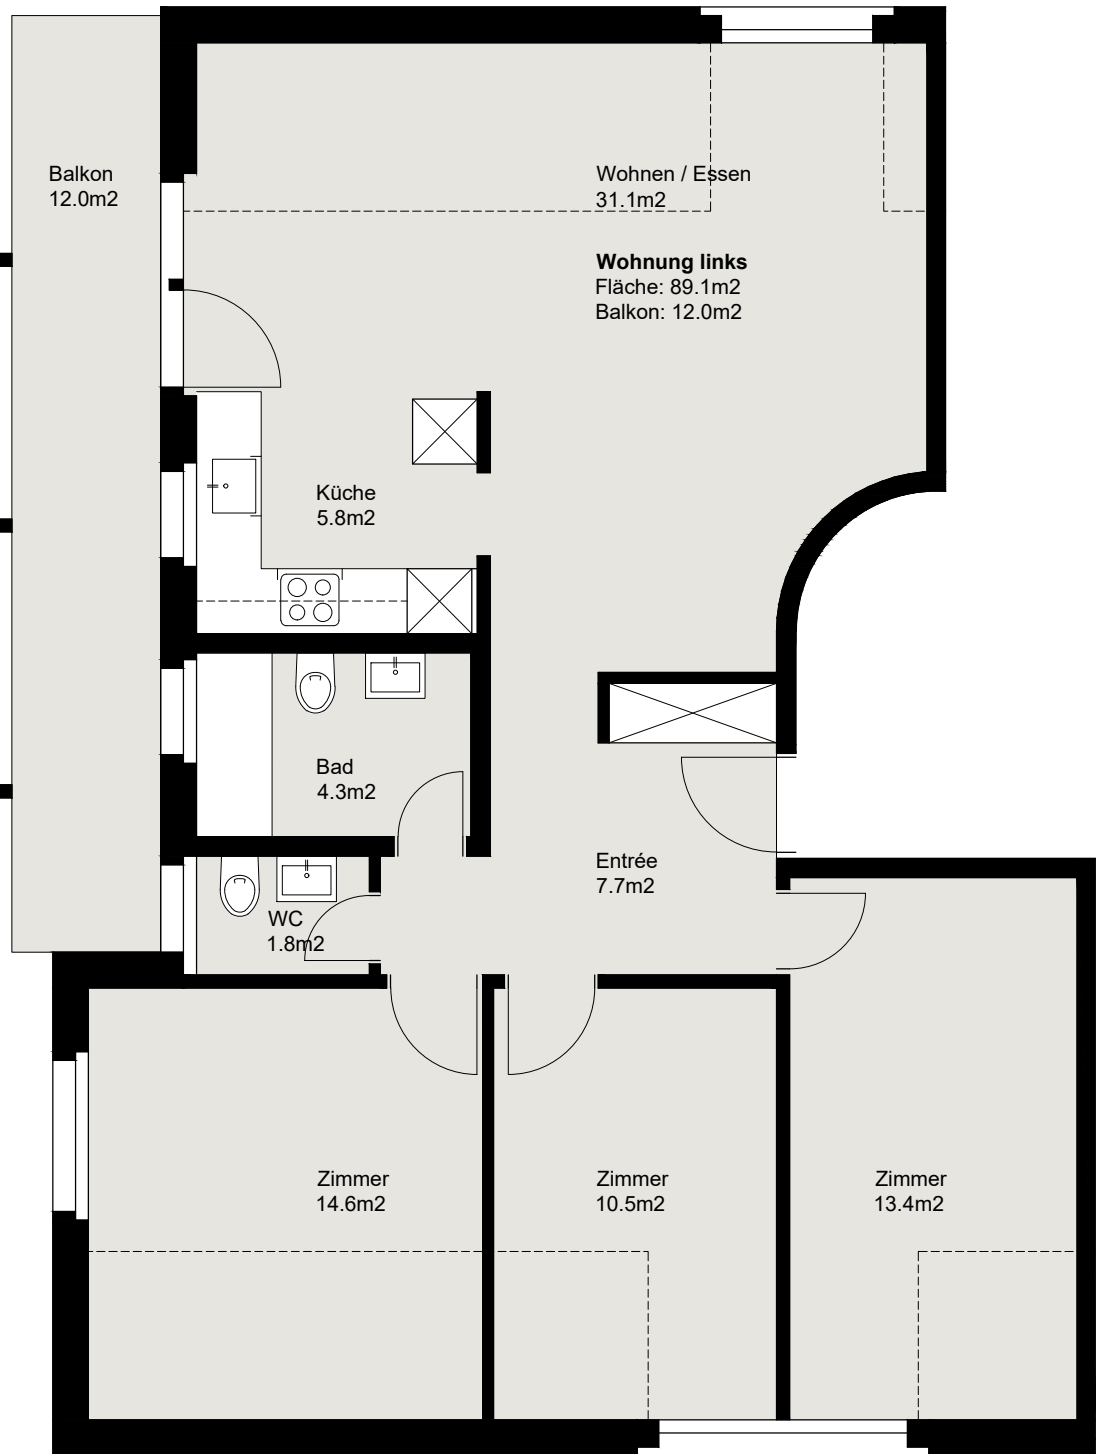 Balkon
12.0m2
Wohnen / Essen
31.1m2
Wohnung links
Fläche: 89.1m2
Balkon: 12.0m2
Küche
5.8m2
Bad
4.3m2
Entrée
7.7m2
WC
1.8m2
Zimmer
14.6m2
Zimmer
10.5m2
Zimmer
13.4m2